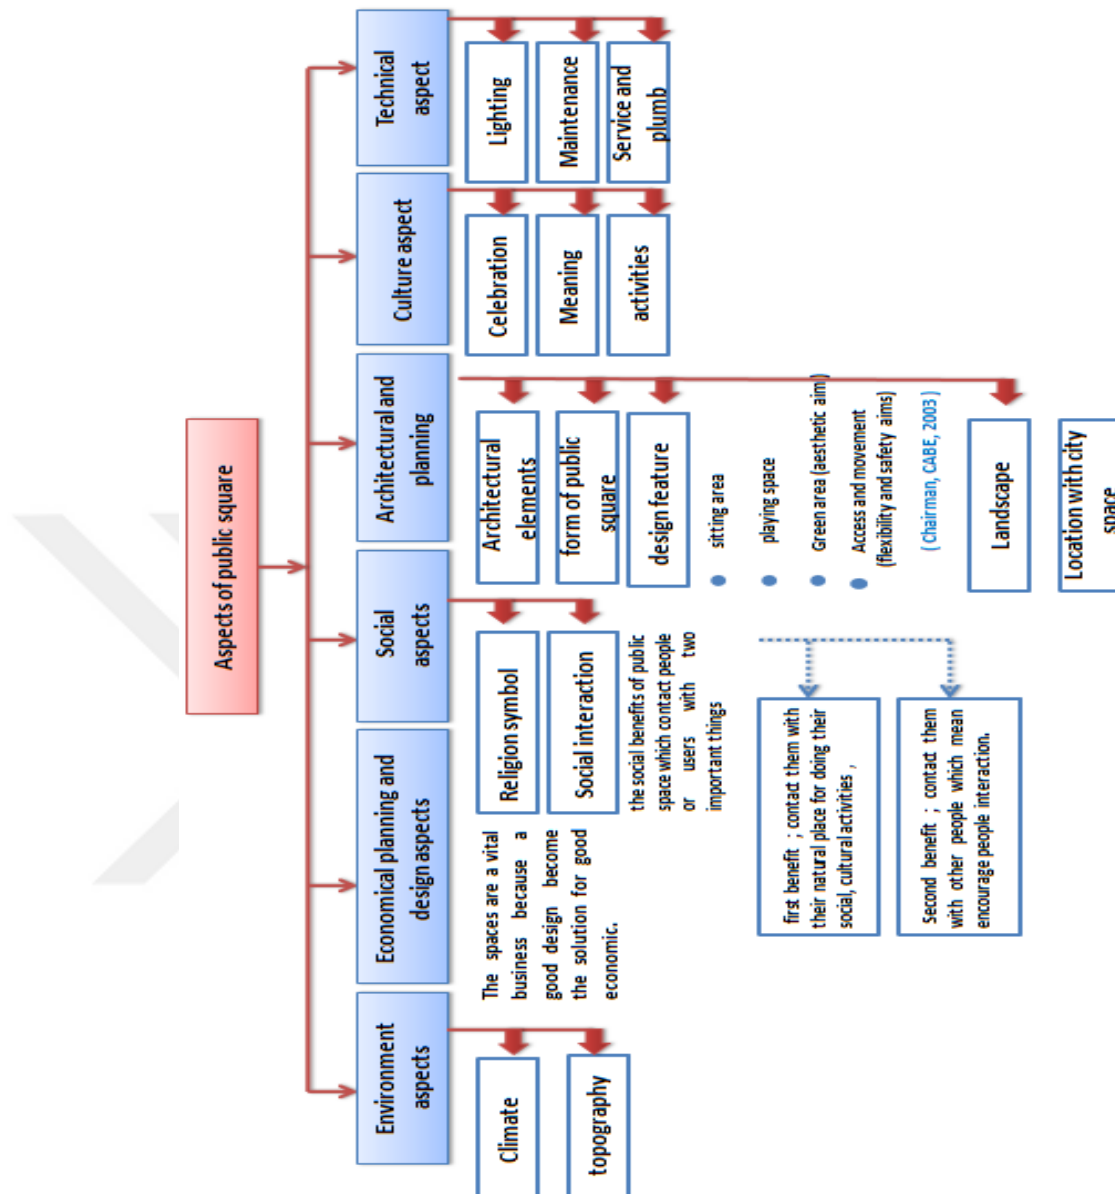 Aspects of public square
Environment
aspects
Economical planning and
design aspects
Social
aspects
Architectural and
planning
Culture aspect
Technical
aspect
Climate
topography
The spaces are a vital
business because a
good design become
the solution for good
economic.
Religion symbol
Social interaction
the social benefits of public
space which contact people
or users with two
important things
first benefit ; contact them with
their natural place for doing their
social, cultural activities ,
Second benefit ; contact them
with other people which mean
encourage people interaction.
Architectural
elements
form of public
square
design feature
• sitting area
• playing space
• Green area (aesthetic aim)
• Access and movement
(flexibility and safety aims)
( Chairman, CABE, 2003 )
Landscape
Location with city
space
Celebration
Meaning
activities
Lighting
Maintenance
Service and
plumb